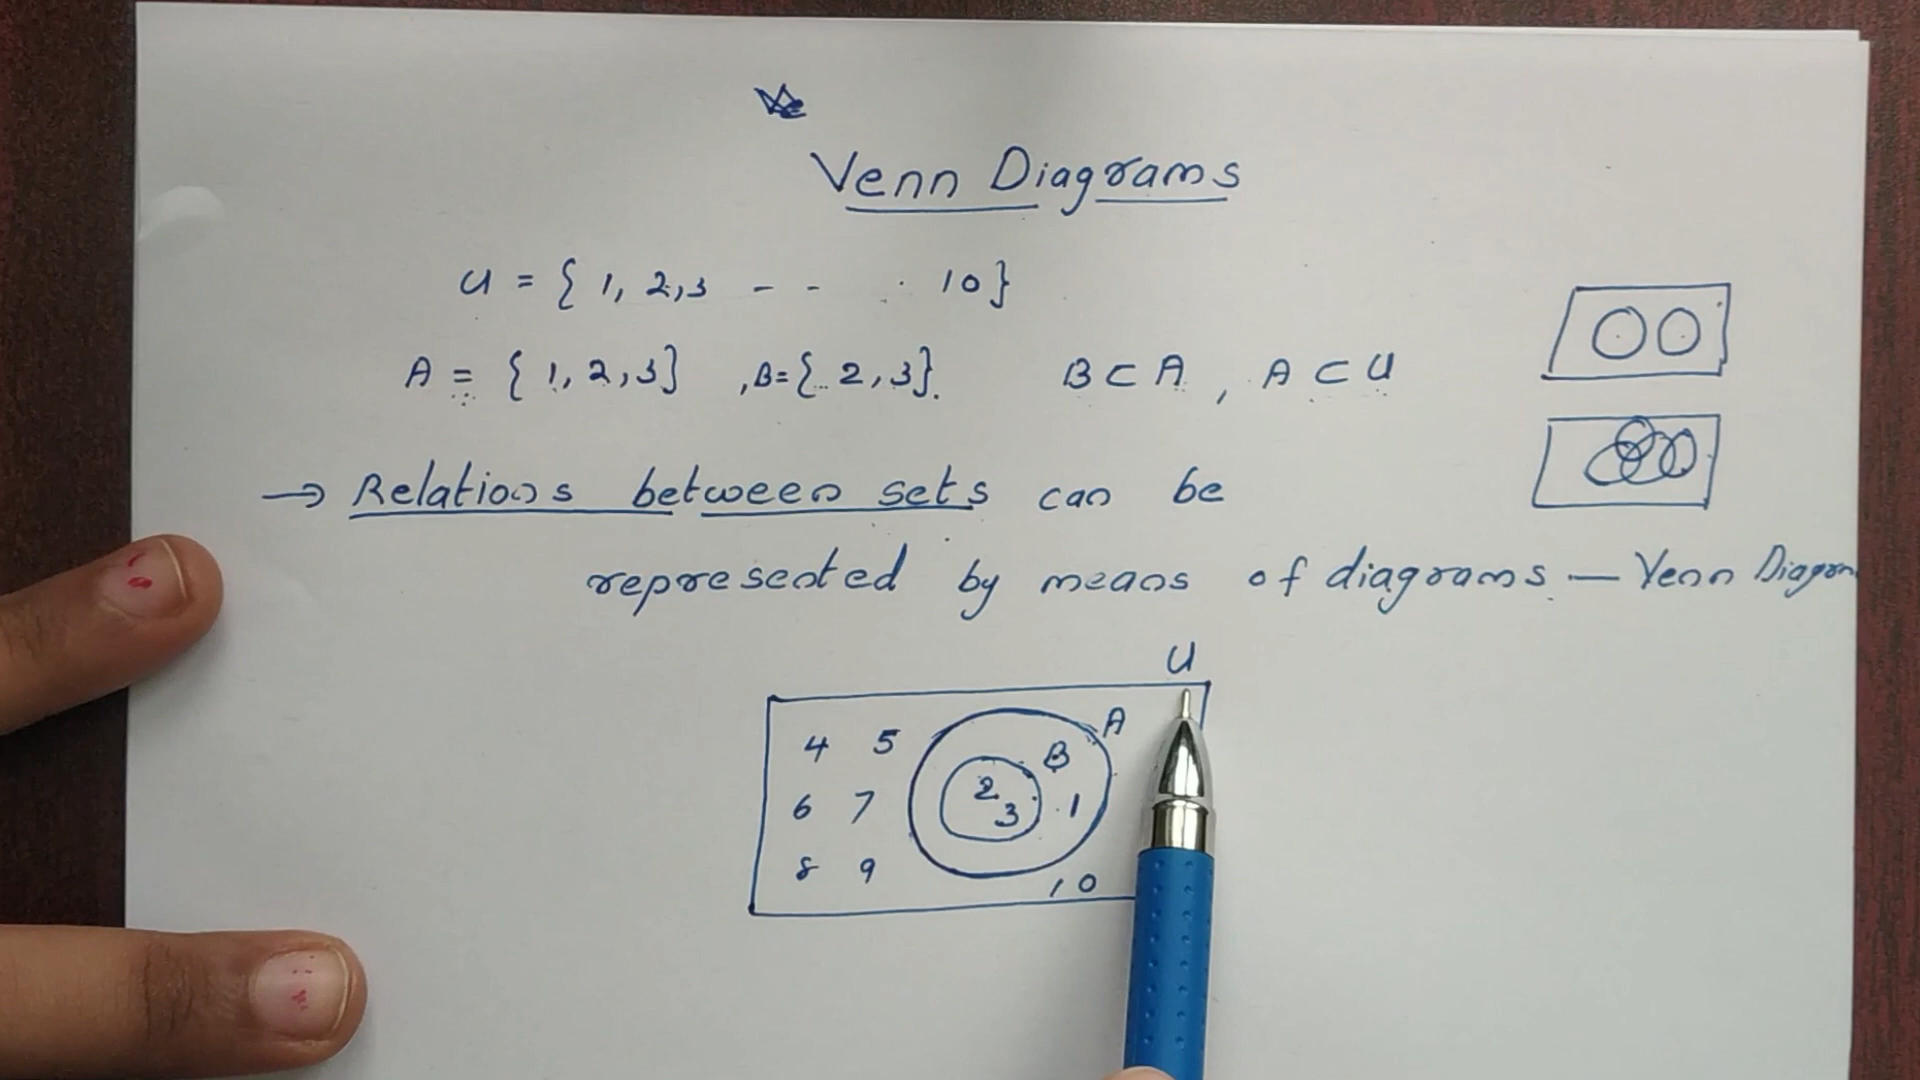 Venn Diagrams
U = { 1, 2, 3 - - . 10 }
A = { 1, 2, 3 } , B = { 2, 3 }. B ⊂ A , A ⊂ U
→ Relations between sets can be
represented by means of diagrams. — Venn Diagram
U
A
4 5 B
2
6 7 3 . 1
8 9 10